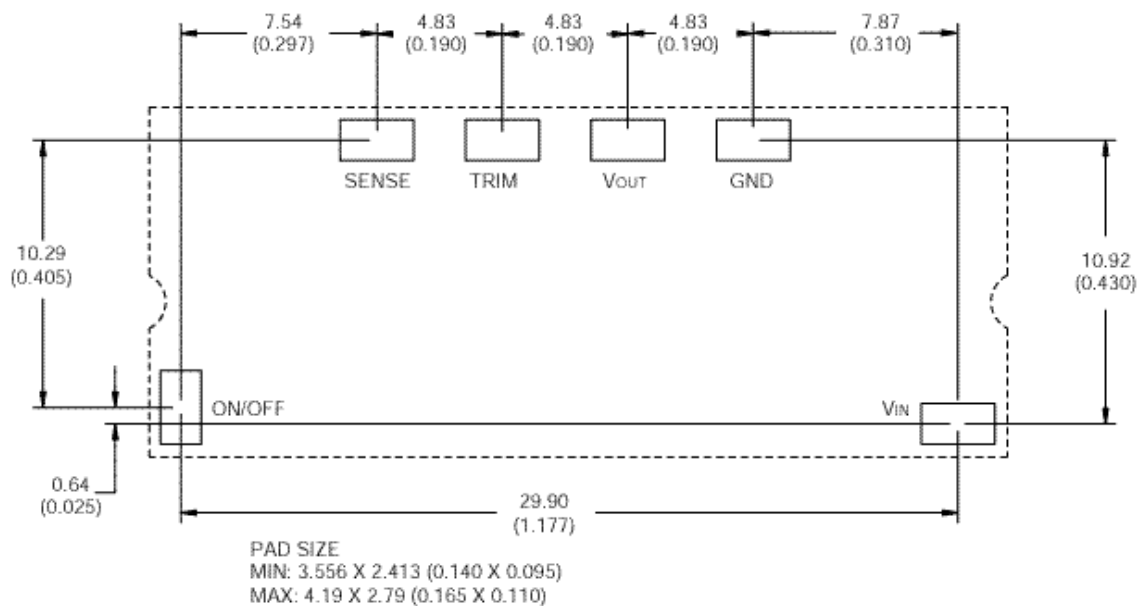 7.54
(0.297)
4.83
(0.190)
4.83
(0.190)
4.83
(0.190)
7.87
(0.310)
SENSE
TRIM
VOUT
GND
10.29
(0.405)
10.92
(0.430)
ON/OFF
VIN
0.64
(0.025)
29.90
(1.177)
PAD SIZE
MIN: 3.556 X 2.413 (0.140 X 0.095)
MAX: 4.19 X 2.79 (0.165 X 0.110)